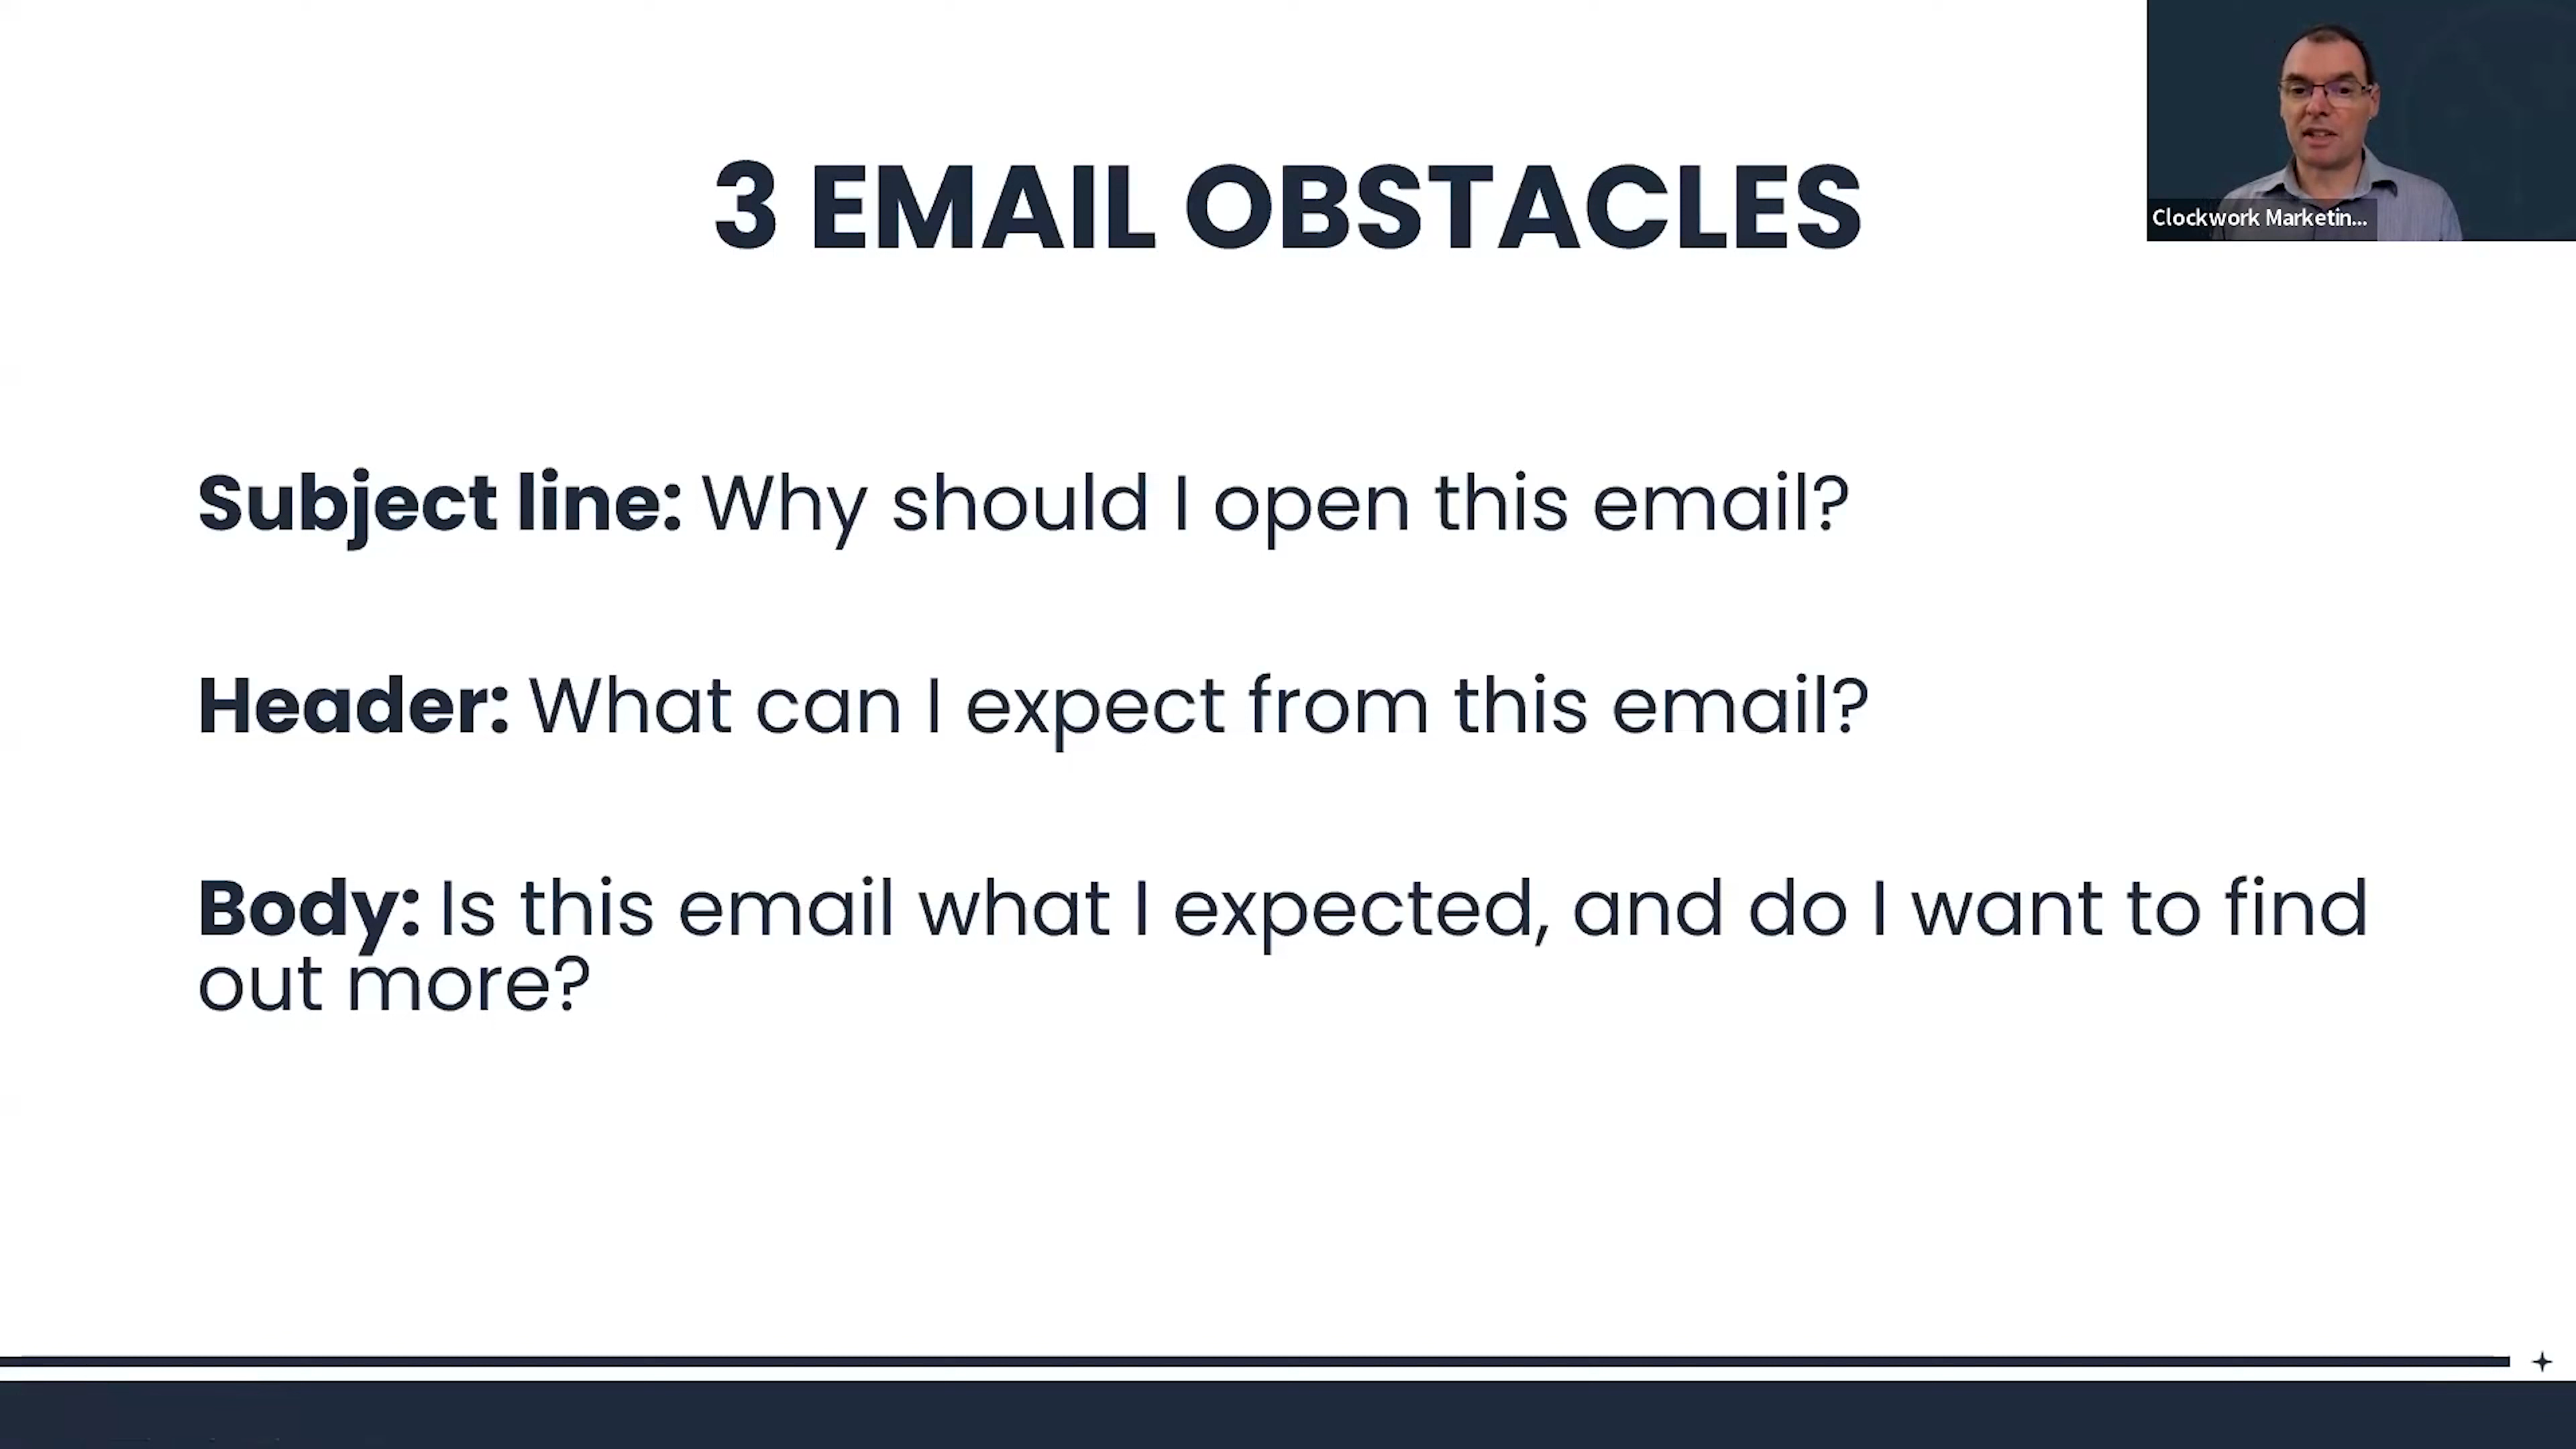 3 EMAIL OBSTACLES
Clockwork Marketin...
Subject line: Why should I open this email?
Header: What can I expect from this email?
Body: Is this email what I expected, and do I want to find
out more?